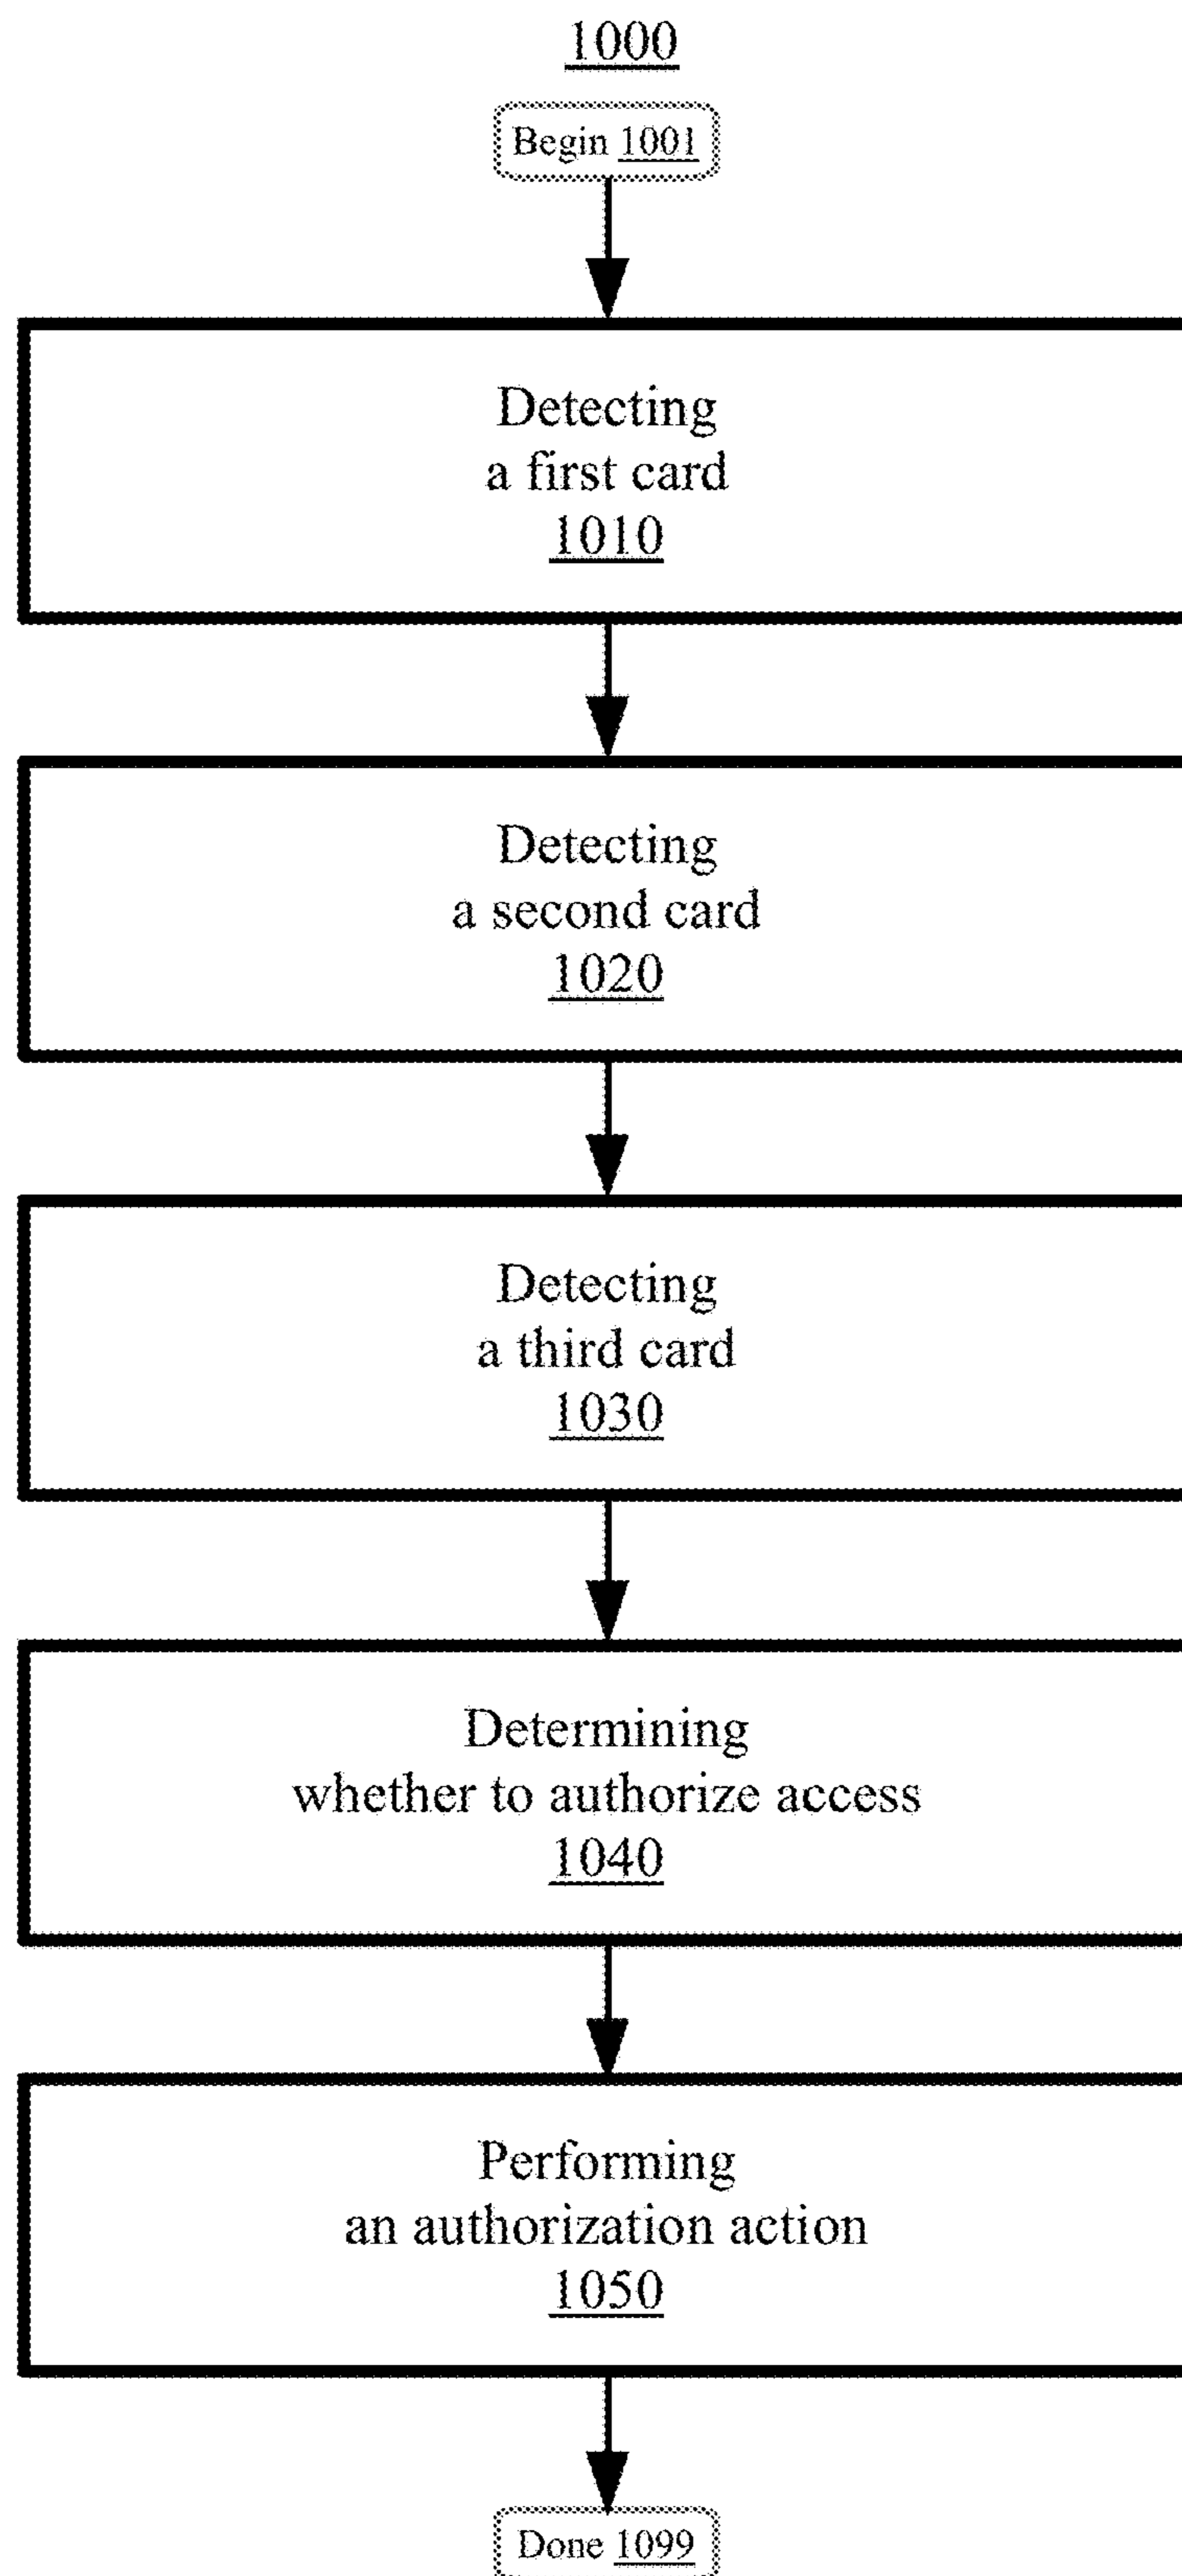 1000
Begin 1001
Detecting
a first card
1010
Detecting
a second card
1020
Detecting
a third card
1030
Determining
whether to authorize access
1040
Performing
an authorization action
1050
Done 1099